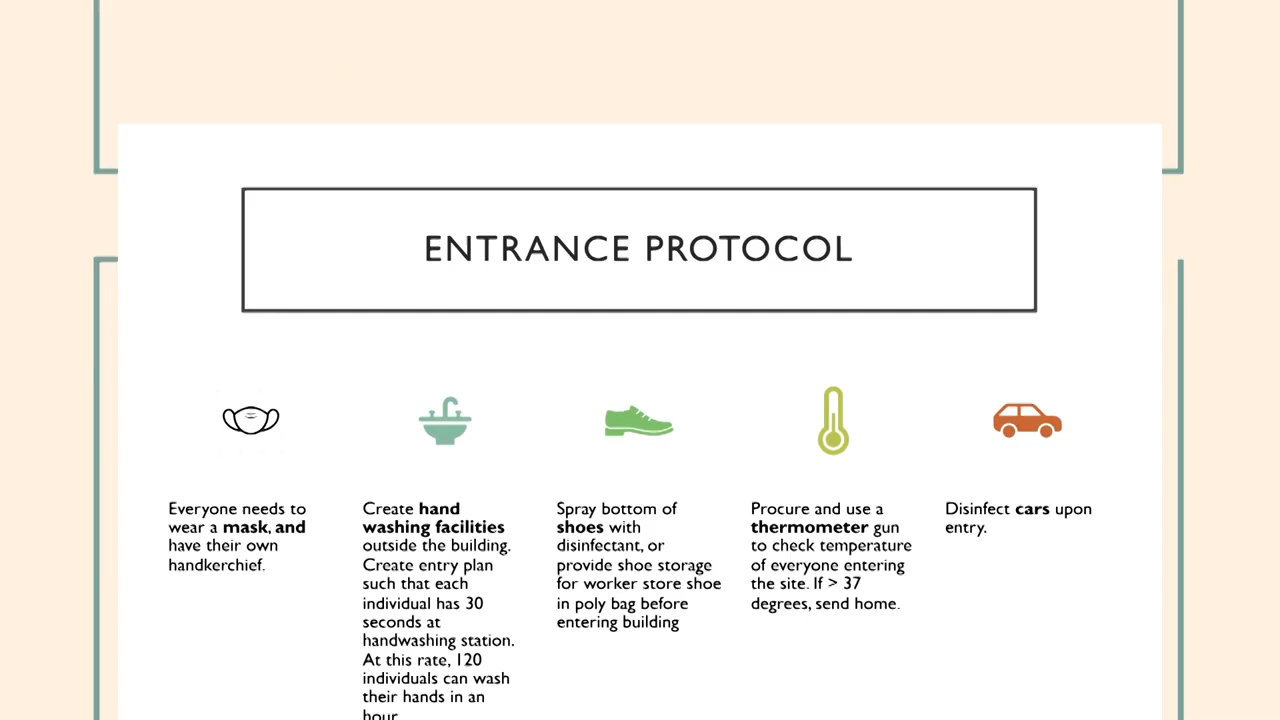 ENTRANCE PROTOCOL
Everyone needs to
wear a mask, and
have their own
handkerchief.
Create hand
washing facilities
outside the building.
Create entry plan
such that each
individual has 30
seconds at
handwashing station.
At this rate, 120
individuals can wash
their hands in an
hour
Spray bottom of
shoes with
disinfectant, or
provide shoe storage
for worker store shoe
in poly bag before
entering building
Procure and use a
thermometer gun
to check temperature
of everyone entering
the site. If > 37
degrees, send home.
Disinfect cars upon
entry.